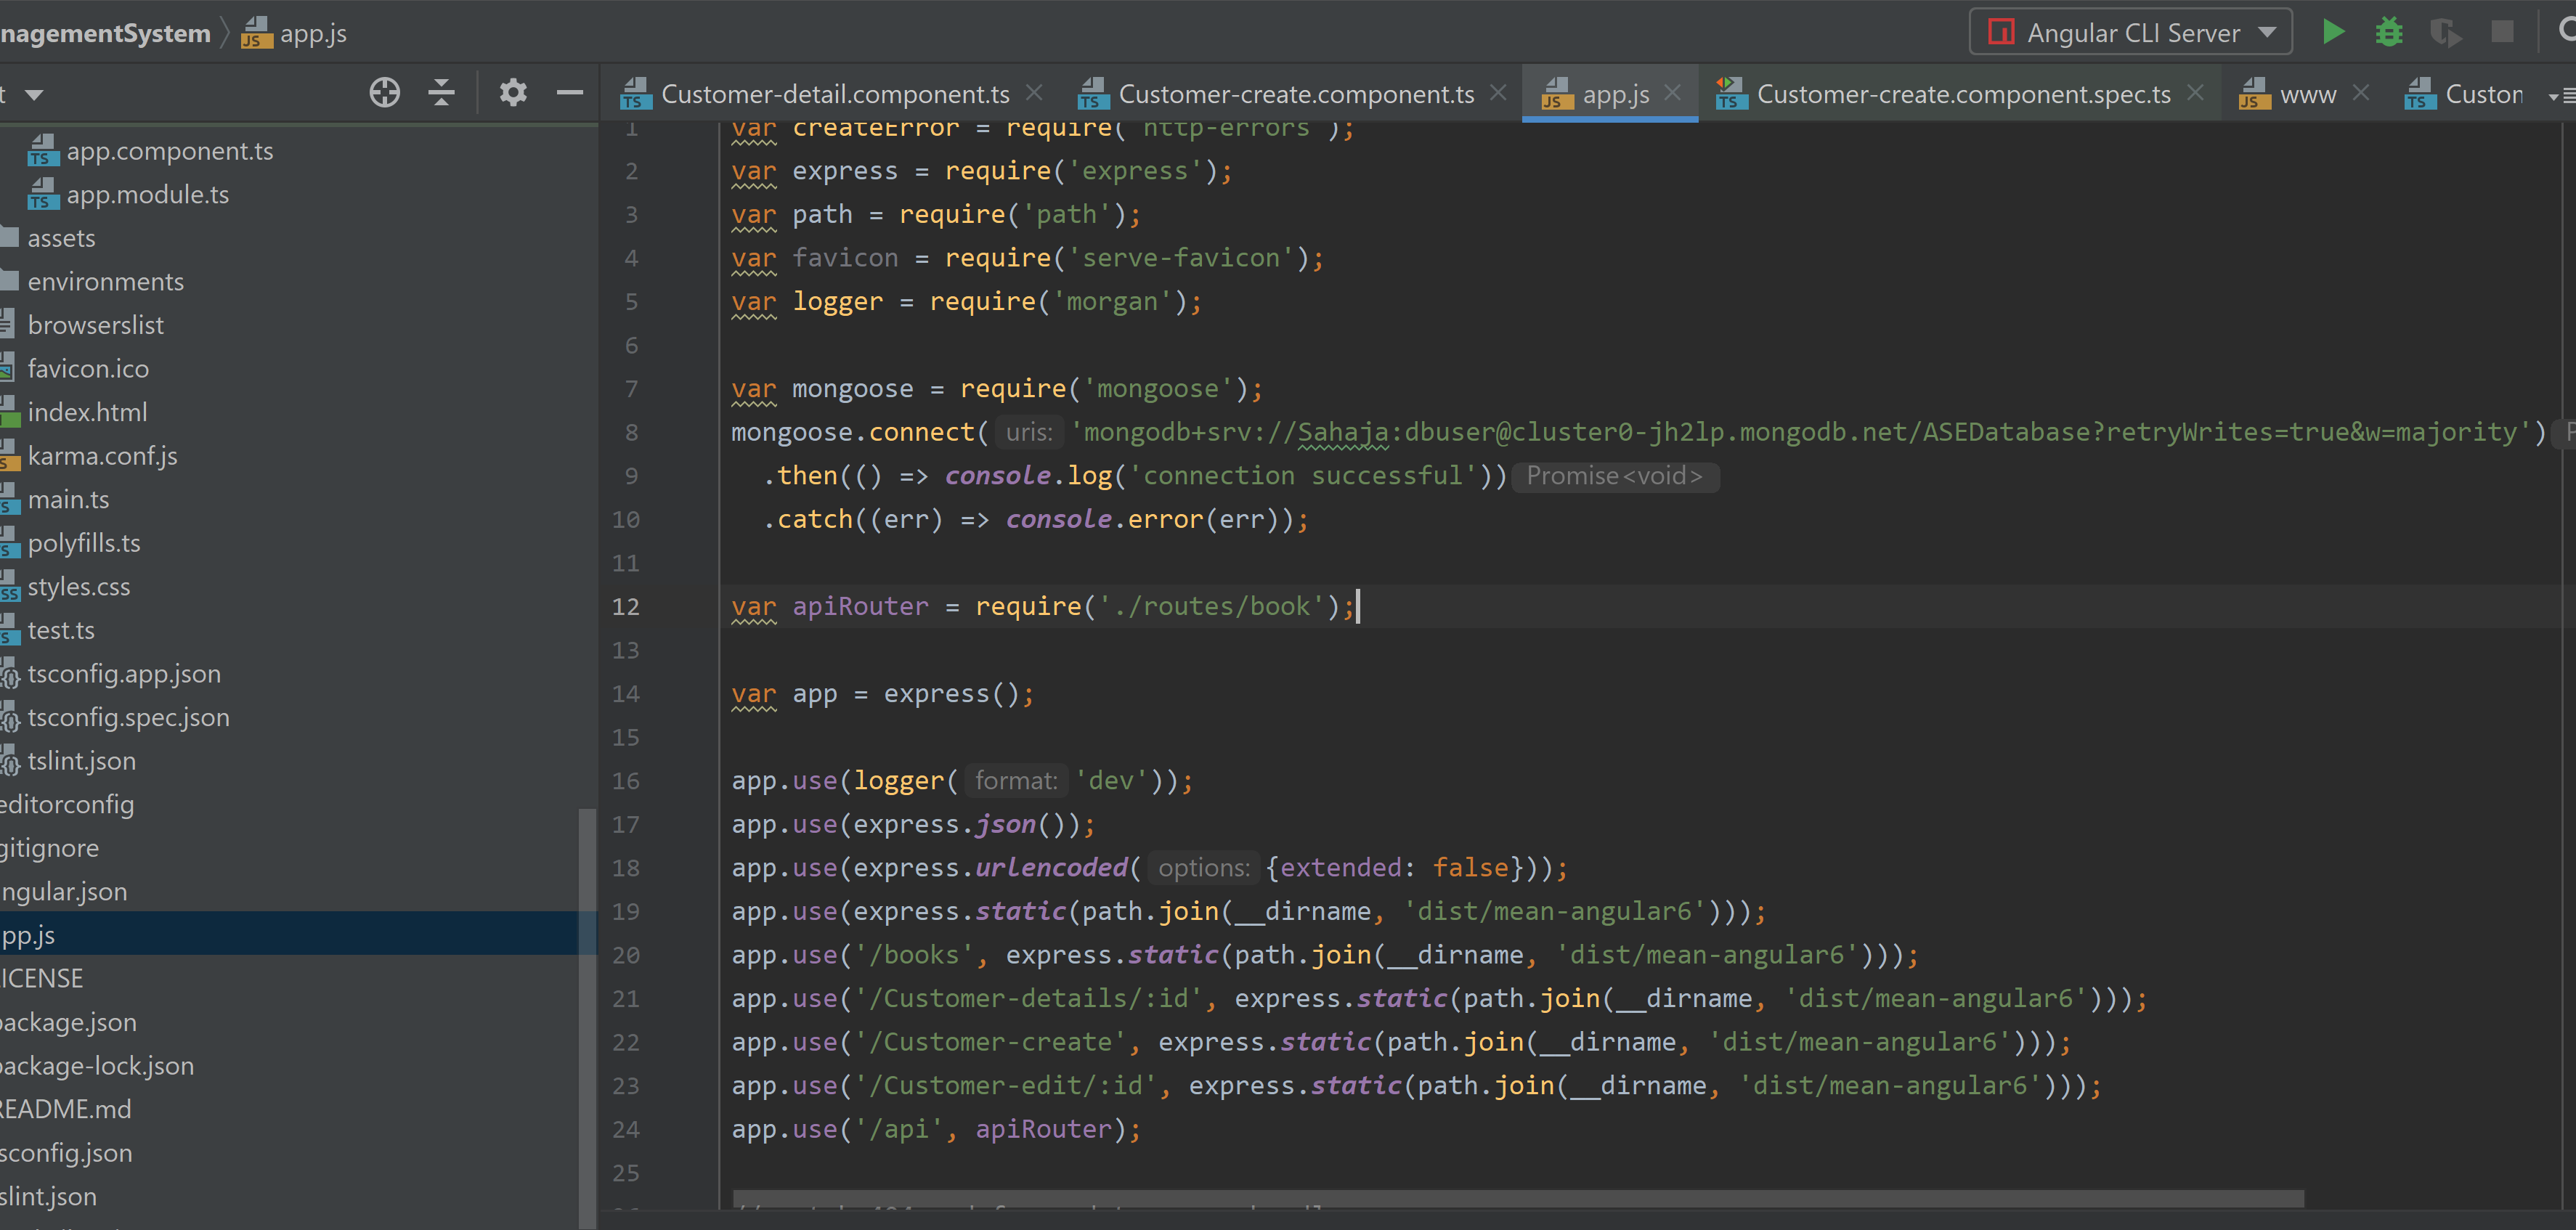 nagementSystem app.js Angular CLI Server
Customer-detail.component.ts Customer-create.component.ts app.js Customer-create.component.spec.ts www Custom
app.component.ts
app.module.ts
assets
environments
browserslist
favicon.ico
index.html
karma.conf.js
main.ts
polyfills.ts
styles.css
test.ts
tsconfig.app.json
tsconfig.spec.json
tslint.json
editorconfig
gitignore
ngular.json
pp.js
ICENSE
package.json
package-lock.json
README.md
sconfig.json
slint.json
1 var createError = require('http-errors');
2 var express = require('express');
3 var path = require('path');
4 var favicon = require('serve-favicon');
5 var logger = require('morgan');
6
7 var mongoose = require('mongoose');
8 mongoose.connect( uris: 'mongodb+srv://Sahaja:dbuser@cluster0-jh2lp.mongodb.net/ASEDatabase?retryWrites=true&w=majority') P
9 .then(() => console.log('connection successful')) Promise<void>
10 .catch((err) => console.error(err));
11
12 var apiRouter = require('./routes/book');
13
14 var app = express();
15
16 app.use(logger( format: 'dev'));
17 app.use(express.json());
18 app.use(express.urlencoded( options: {extended: false}));
19 app.use(express.static(path.join(__dirname, 'dist/mean-angular6')));
20 app.use('/books', express.static(path.join(__dirname, 'dist/mean-angular6')));
21 app.use('/Customer-details/:id', express.static(path.join(__dirname, 'dist/mean-angular6')));
22 app.use('/Customer-create', express.static(path.join(__dirname, 'dist/mean-angular6')));
23 app.use('/Customer-edit/:id', express.static(path.join(__dirname, 'dist/mean-angular6')));
24 app.use('/api', apiRouter);
25